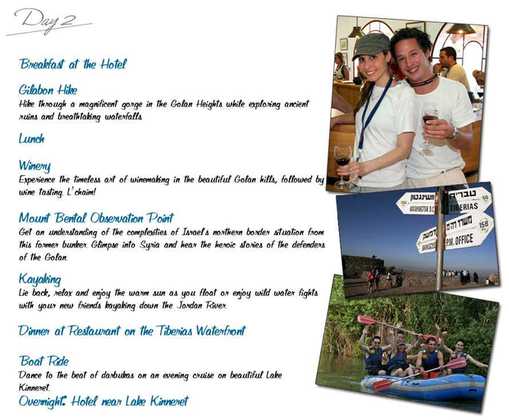 Day 2
Breakfast at the Hotel
Gilabon Hike
Hike through a magnificent gorge in the Golan Heights while exploring ancient
ruins and breathtaking waterfalls
Lunch
Winery
Experience the timeless art of winemaking in the beautiful Golan hills, followed by
wine tasting. L'chaim!
Mount Bental Observation Point
Get an understanding of the complexities of Israel's northern border situation from
this former bunker. Glimpse into Syria and hear the heroic stories of the defenders
of the Golan.
Kayaking
Lie back, relax and enjoy the warm sun as you float or enjoy wild water fights
with your new friends kayaking down the Jordan River.
Dinner at Restaurant on the Tiberias Waterfront
Boat Ride
Dance to the beat of darbukas on an evening cruise on beautiful Lake
Kinneret.
Overnight: Hotel near Lake Kinneret
טבריה
TIBERIAS
P.M. OFFICE